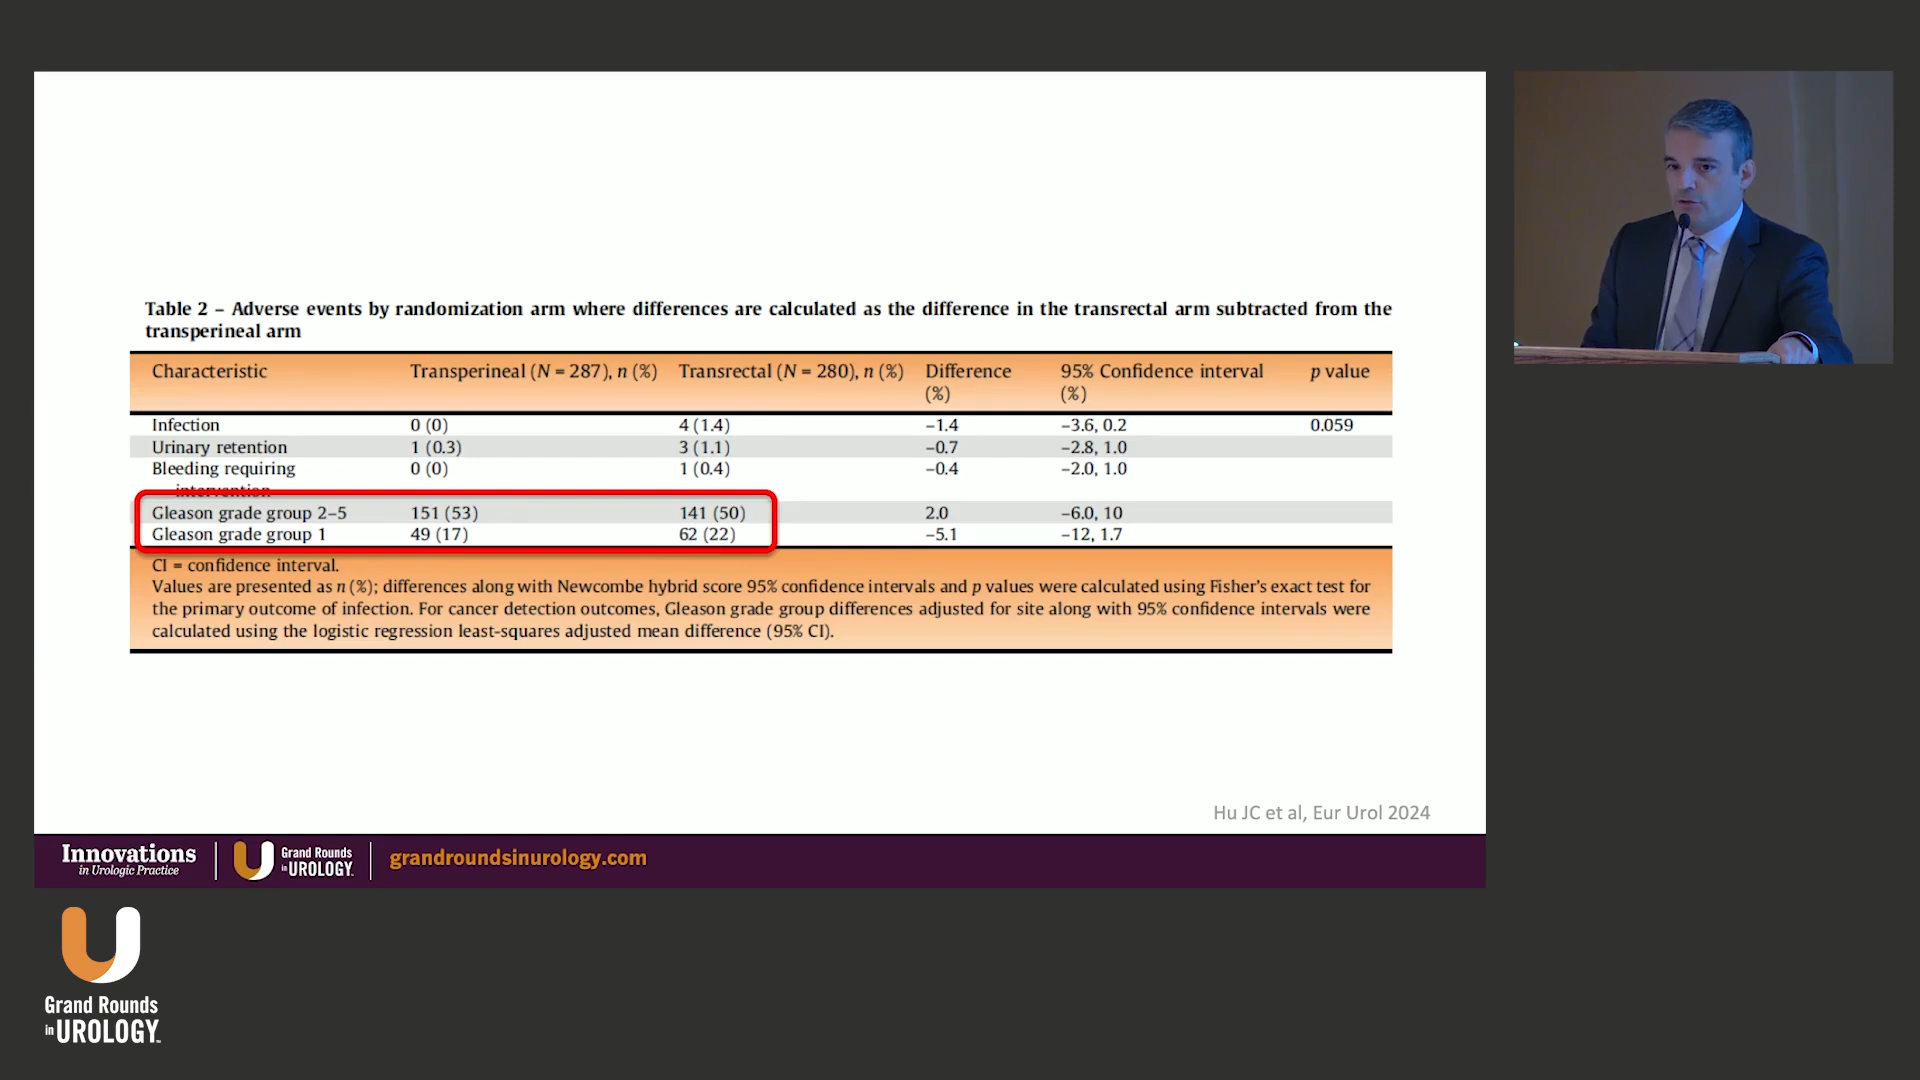 Table 2 – Adverse events by randomization arm where differences are calculated as the difference in the transrectal arm subtracted from the
transperineal arm
Characteristic Transperineal (N = 287), n (%) Transrectal (N = 280), n (%) Difference (%) 95% Confidence interval (%) p value
Infection 0 (0) 4 (1.4) −1.4 −3.6, 0.2 0.059
Urinary retention 1 (0.3) 3 (1.1) −0.7 −2.8, 1.0
Bleeding requiring 0 (0) 1 (0.4) −0.4 −2.0, 1.0
intervention
Gleason grade group 2–5 151 (53) 141 (50) 2.0 −6.0, 10
Gleason grade group 1 49 (17) 62 (22) −5.1 −12, 1.7
CI = confidence interval.
Values are presented as n (%); differences along with Newcombe hybrid score 95% confidence intervals and p values were calculated using Fisher's exact test for
the primary outcome of infection. For cancer detection outcomes, Gleason grade group differences adjusted for site along with 95% confidence intervals were
calculated using the logistic regression least-squares adjusted mean difference (95% CI).
Hu JC et al, Eur Urol 2024
Innovations
in Urologic Practice
Grand Rounds
in UROLOGY™
grandroundsinurology.com
Grand Rounds
in UROLOGY™